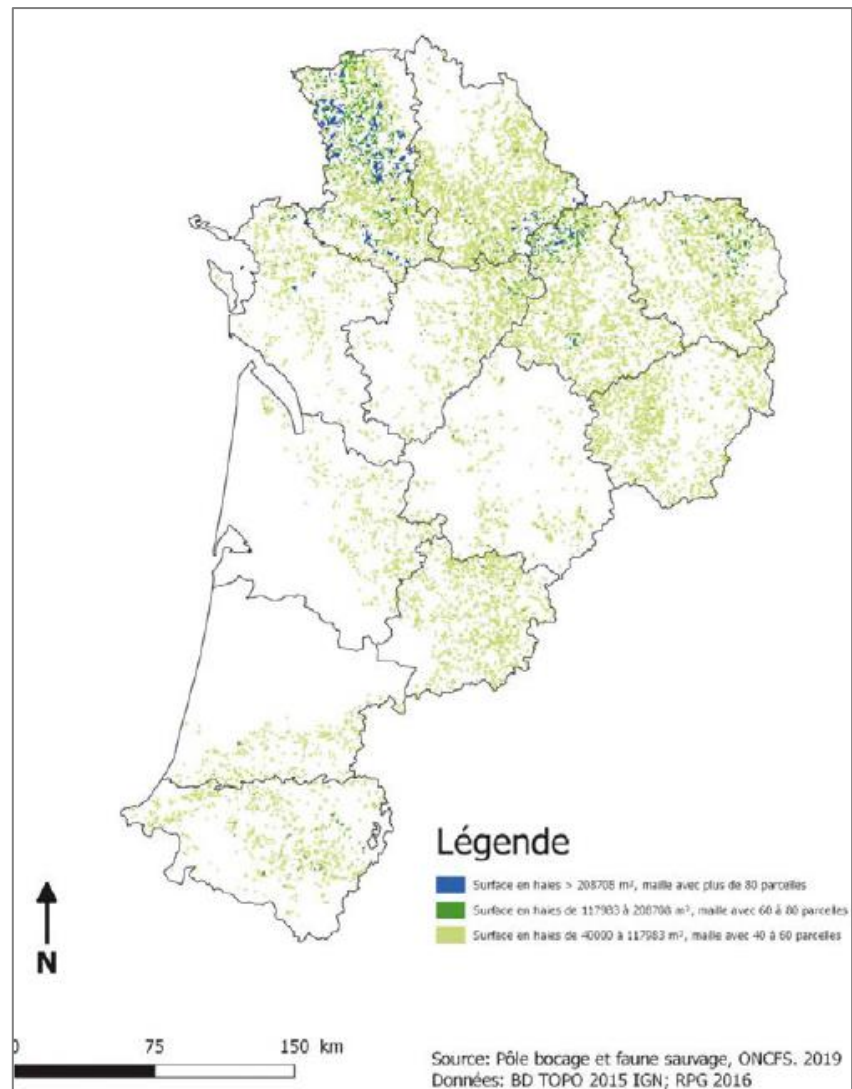 Légende
Surface en haies > 208708 m², maille avec plus de 80 parcelles
Surface en haies de 117983 à 208708 m², maille avec 60 à 80 parcelles
Surface en haies de 40000 à 117983 m², maille avec 40 à 60 parcelles
N
0 75 150 km
Source: Pôle bocage et faune sauvage, ONCFS. 2019
Données: BD TOPO 2015 IGN; RPG 2016